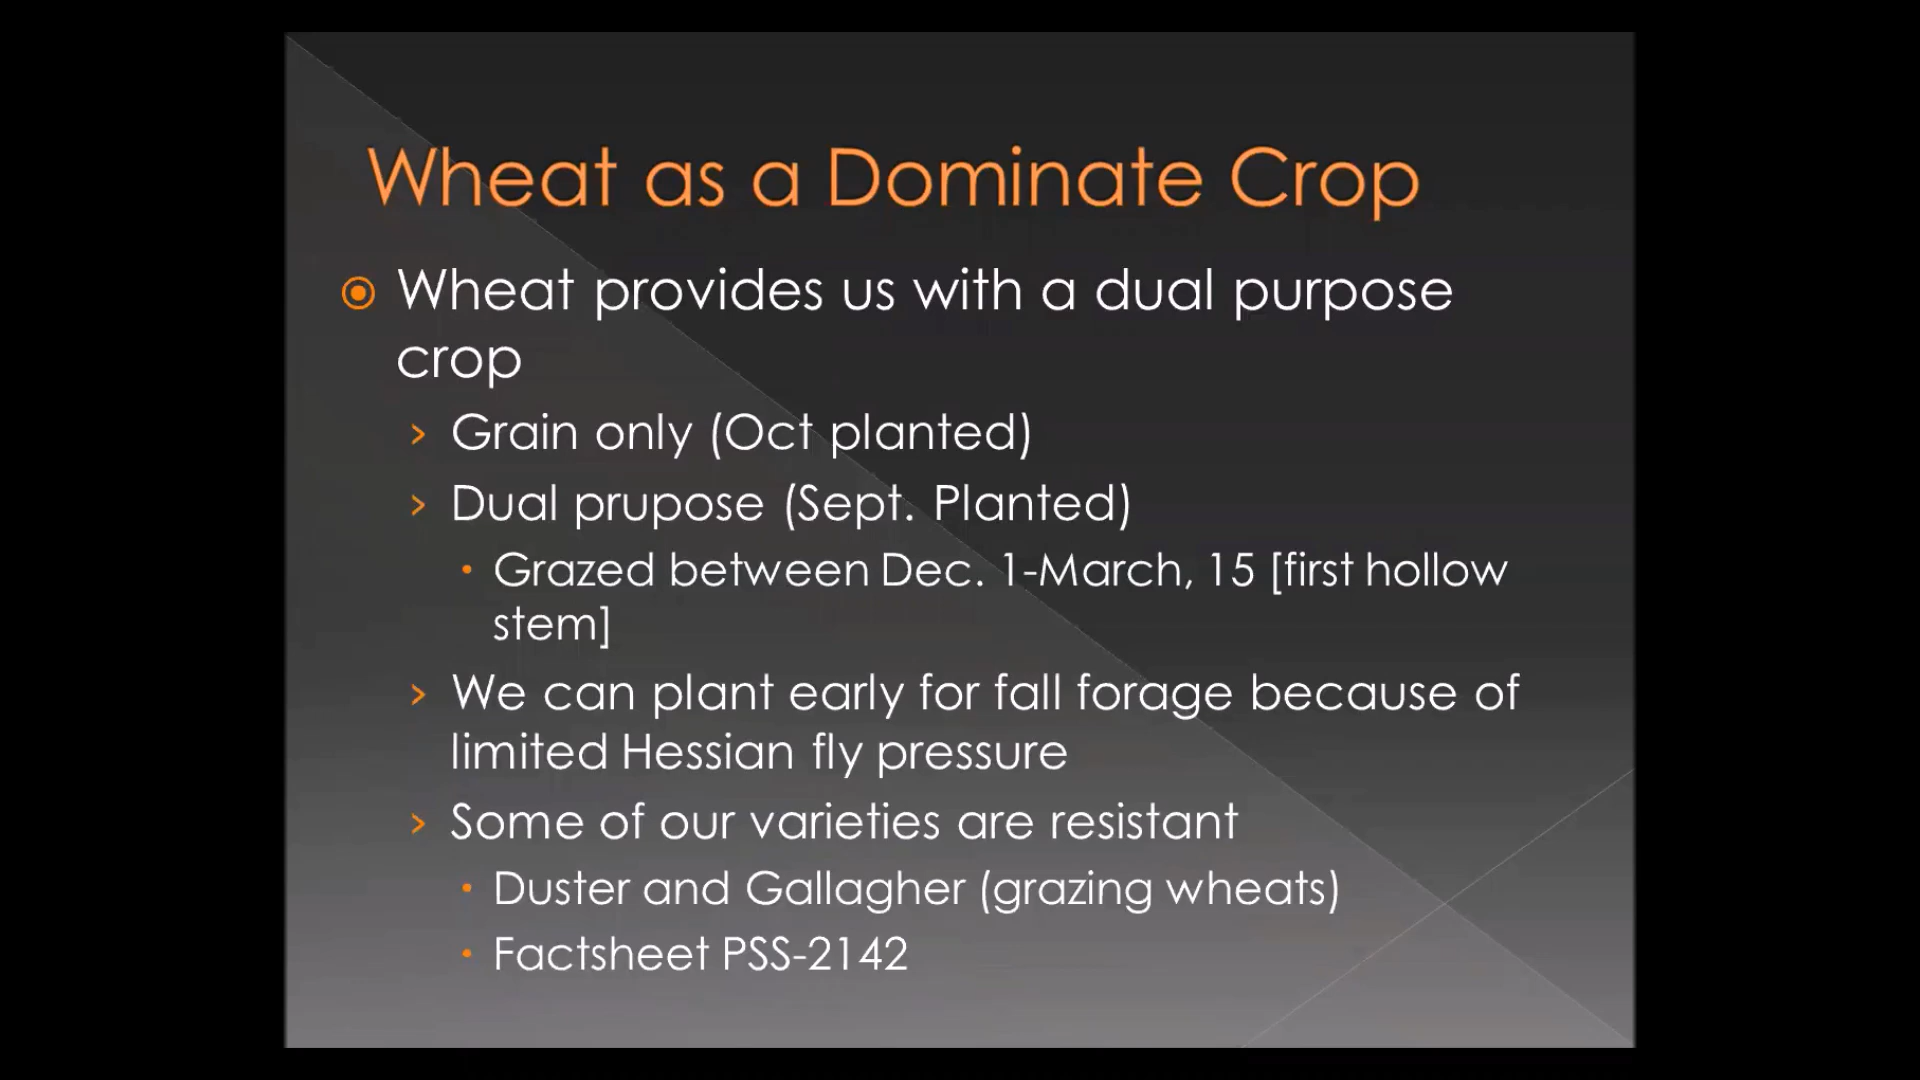 Wheat as a Dominate Crop
Wheat provides us with a dual purpose
crop
› Grain only (Oct planted)
› Dual prupose (Sept. Planted)
• Grazed between Dec. 1-March, 15 [first hollow
stem]
› We can plant early for fall forage because of
limited Hessian fly pressure
› Some of our varieties are resistant
• Duster and Gallagher (grazing wheats)
• Factsheet PSS-2142